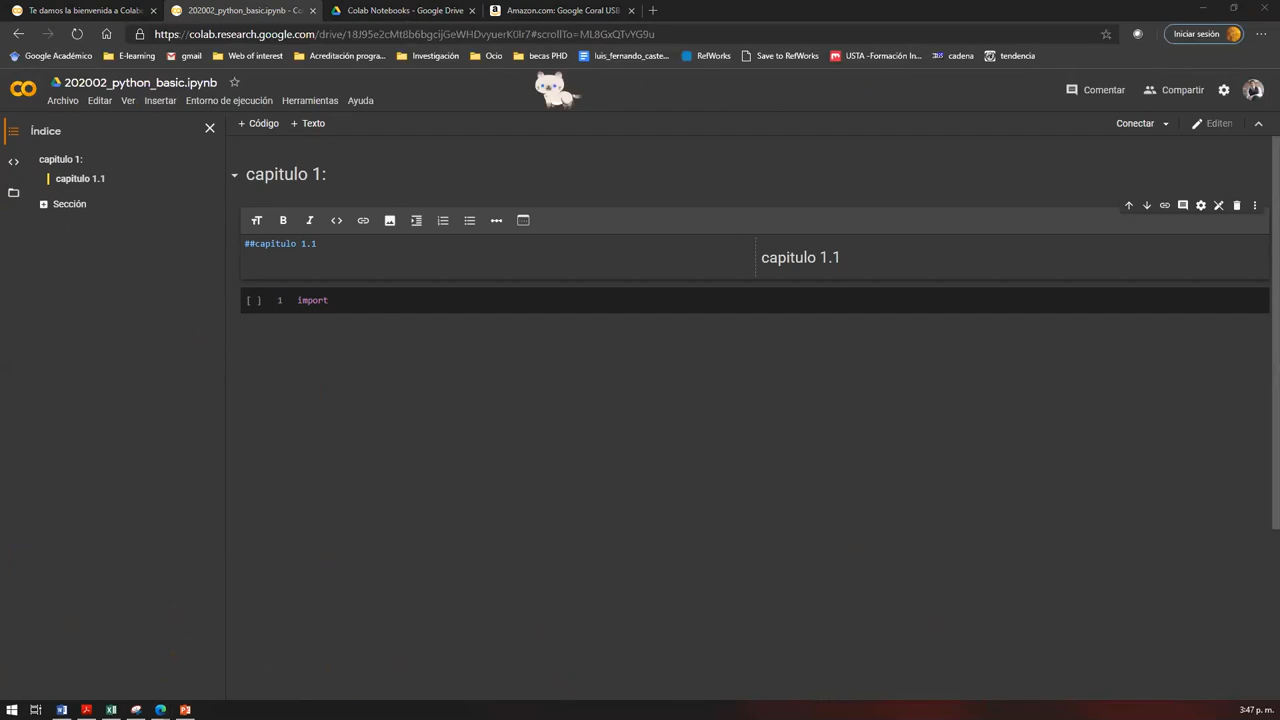 Te damos la bienvenida a Colabo
202002_python_basic.ipynb - Co
Colab Notebooks - Google Drive
Amazon.com: Google Coral USB
https://colab.research.google.com/drive/18J95e2cMt8b6bgcijGeWHDvyuerK0lr7#scrollTo=ML8GxQTvYG9u
Iniciar sesión
Google Académico
E-learning
gmail
Web of interest
Acreditación progra...
Investigación
Ocio
becas PHD
luis_fernando_caste...
RefWorks
Save to RefWorks
USTA -Formación In...
cadena
tendencia
202002_python_basic.ipynb
Comentar
Compartir
Archivo Editar Ver Insertar Entorno de ejecución Herramientas Ayuda
Índice
+ Código + Texto
Conectar
capitulo 1:
capitulo 1.1
Sección
capitulo 1:
##capitulo 1.1
capitulo 1.1
[ ] 1 import
3:47 p. m.